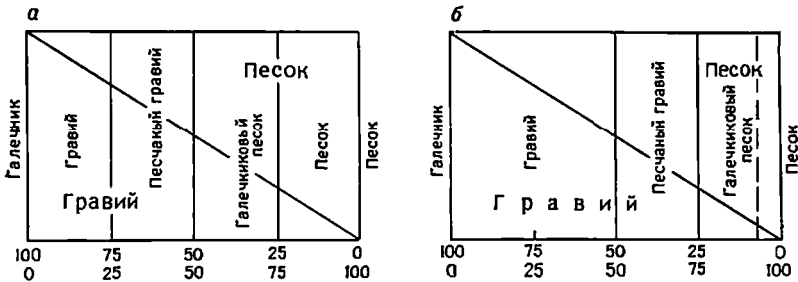 а
Галечник
Гравий
Песчаный гравий
Песок
Галечниковый
песок
Песок
Песок
Гравий
100 75 50 25 0
0 25 50 75 100
б
Галечник
Гравий
Песчаный гравий
Песок
Галечниковый
песок
Песок
Гравий
100 75 50 25 0
0 25 50 75 100